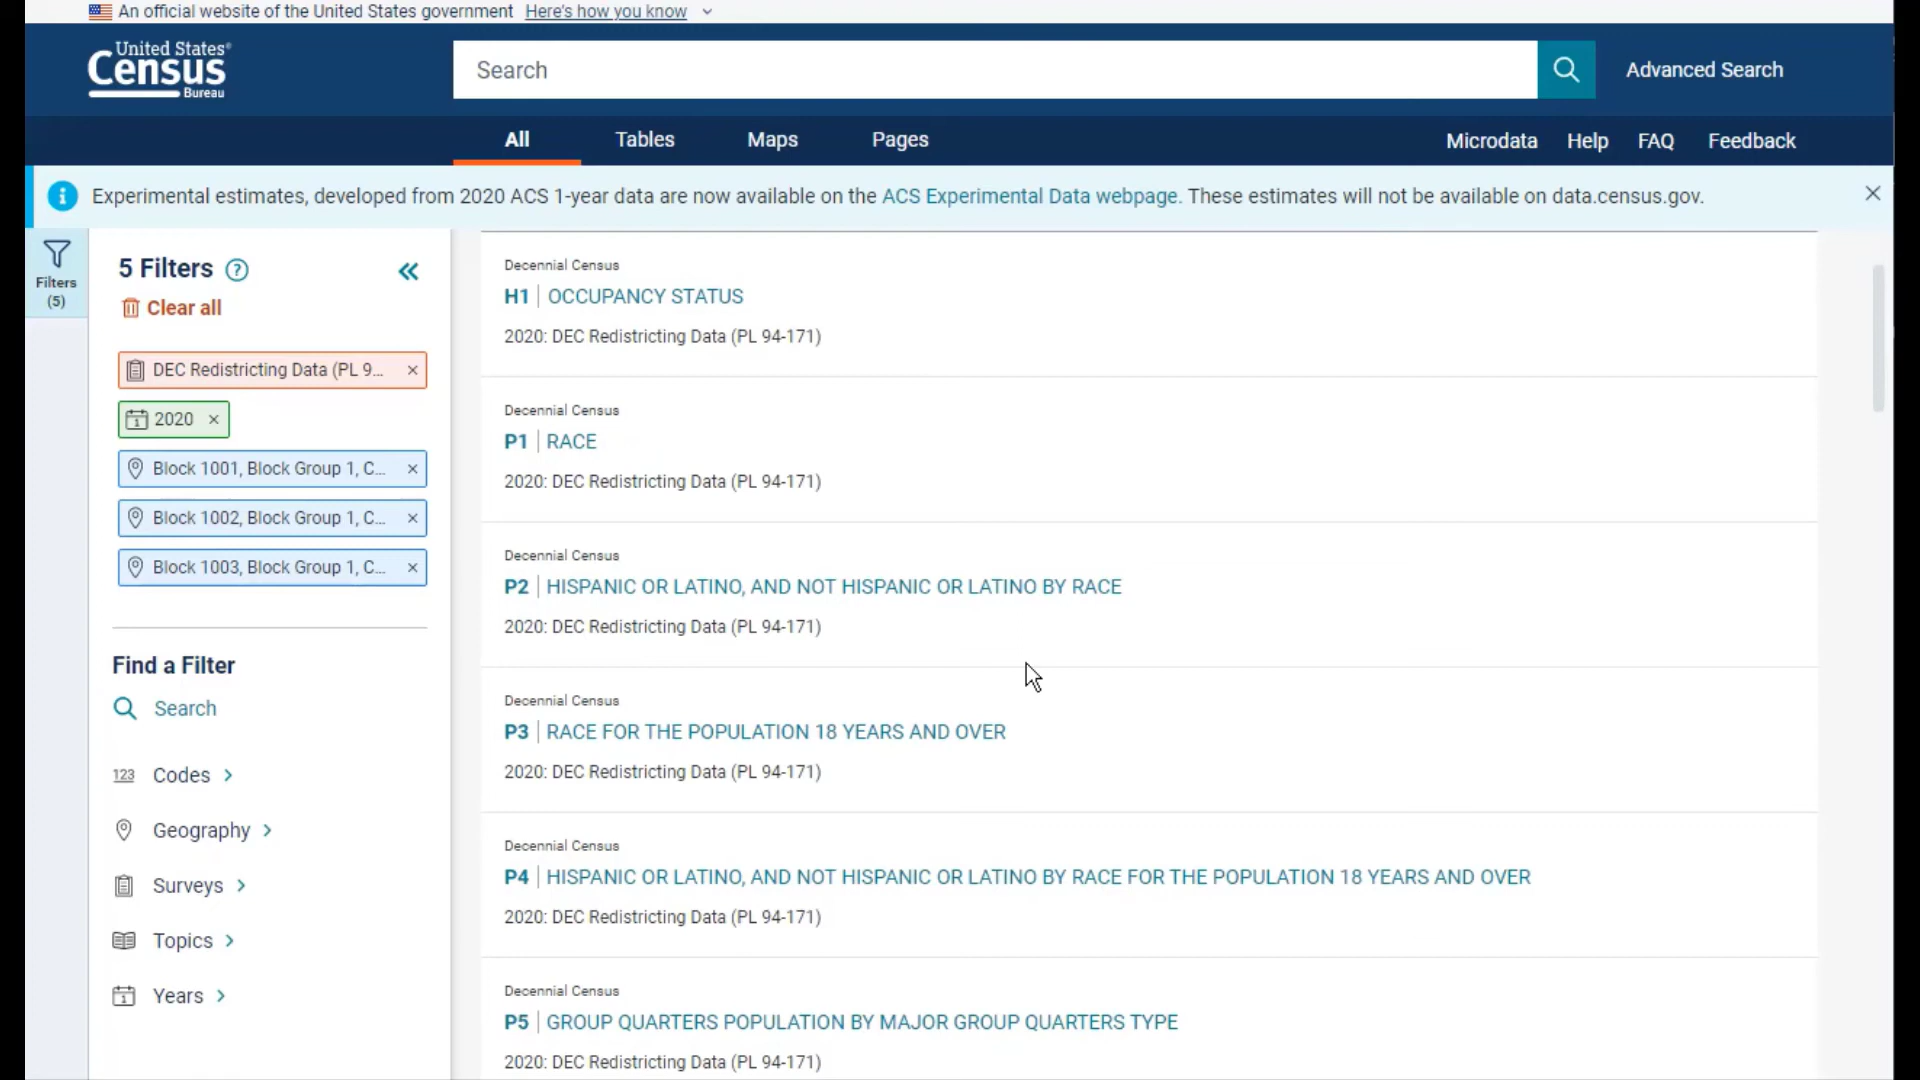 An official website of the United States government Here's how you know
United States®
Census
Bureau
Search
Advanced Search
All Tables Maps Pages Microdata Help FAQ Feedback
Experimental estimates, developed from 2020 ACS 1-year data are now available on the ACS Experimental Data webpage. These estimates will not be available on data.census.gov.
Filters
(5)
5 Filters
Clear all
DEC Redistricting Data (PL 9...
2020
Block 1001, Block Group 1, C...
Block 1002, Block Group 1, C...
Block 1003, Block Group 1, C...
Find a Filter
Search
123 Codes
Geography
Surveys
Topics
1 Years
Decennial Census
H1 | OCCUPANCY STATUS
2020: DEC Redistricting Data (PL 94-171)
Decennial Census
P1 | RACE
2020: DEC Redistricting Data (PL 94-171)
Decennial Census
P2 | HISPANIC OR LATINO, AND NOT HISPANIC OR LATINO BY RACE
2020: DEC Redistricting Data (PL 94-171)
Decennial Census
P3 | RACE FOR THE POPULATION 18 YEARS AND OVER
2020: DEC Redistricting Data (PL 94-171)
Decennial Census
P4 | HISPANIC OR LATINO, AND NOT HISPANIC OR LATINO BY RACE FOR THE POPULATION 18 YEARS AND OVER
2020: DEC Redistricting Data (PL 94-171)
Decennial Census
P5 | GROUP QUARTERS POPULATION BY MAJOR GROUP QUARTERS TYPE
2020: DEC Redistricting Data (PL 94-171)